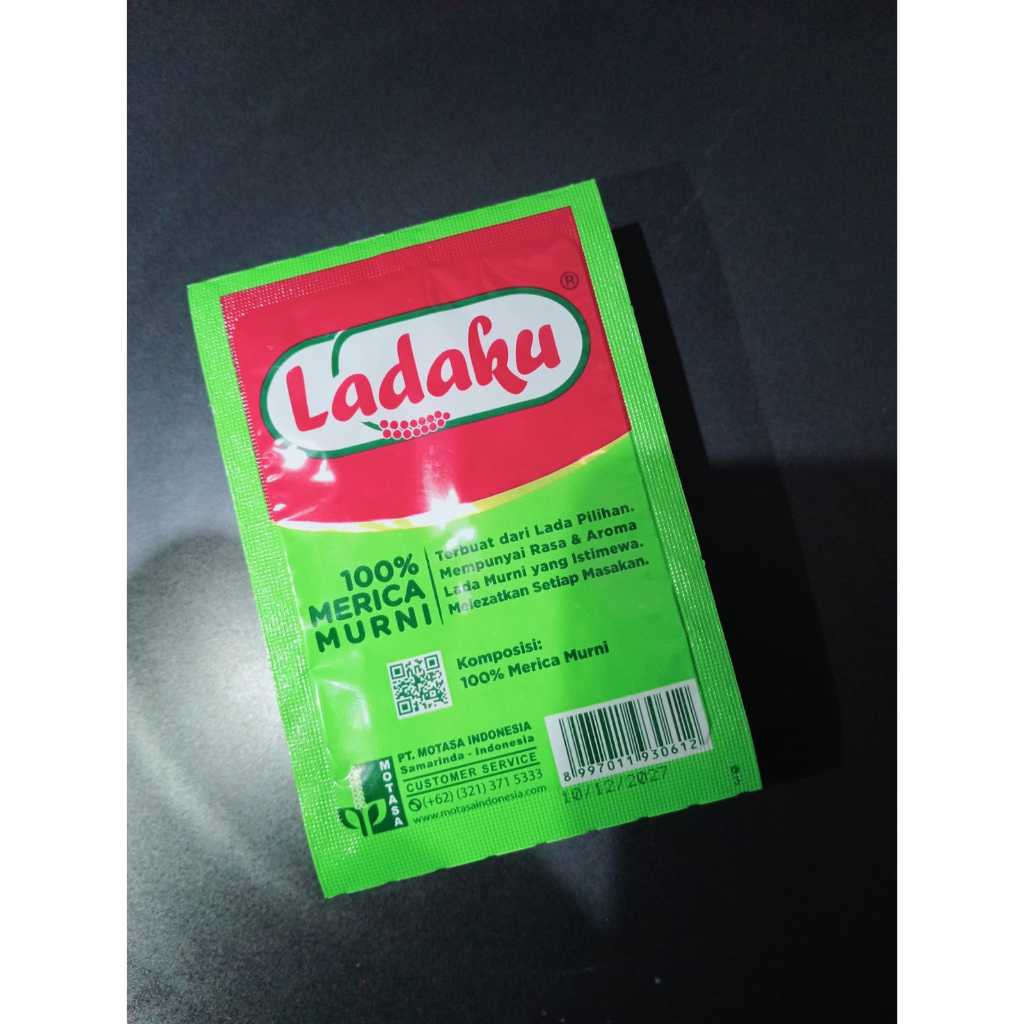 Ladaku ®
100%
MERICA
MURNI
Terbuat dari Lada Pilihan.
Mempunyai Rasa & Aroma
Lada Murni yang Istimewa.
Melezatkan Setiap Masakan.
Komposisi:
100% Merica Murni
MOTASA
PT. MOTASA INDONESIA
Samarinda - Indonesia
CUSTOMER SERVICE
(+62) (321) 371 5333
www.motasaindonesia.com
8 997011 930612
10/12/2027